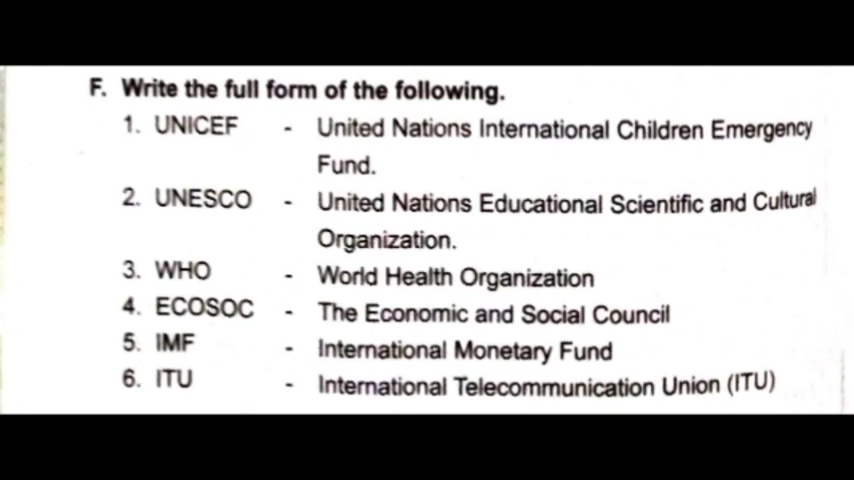 F. Write the full form of the following.
1. UNICEF - United Nations International Children Emergency
Fund.
2. UNESCO - United Nations Educational Scientific and Cultural
Organization.
3. WHO - World Health Organization
4. ECOSOC - The Economic and Social Council
5. IMF - International Monetary Fund
6. ITU - International Telecommunication Union (ITU)